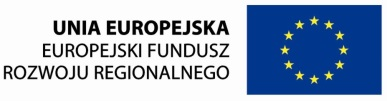 UNIA EUROPEJSKA
EUROPEJSKI FUNDUSZ
ROZWOJU REGIONALNEGO